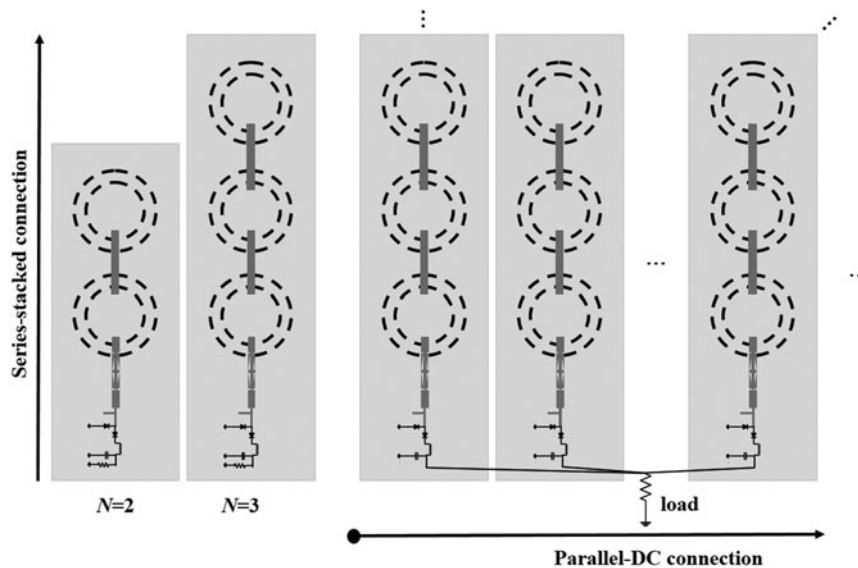 Series-stacked connection
N=2
N=3
load
Parallel-DC connection